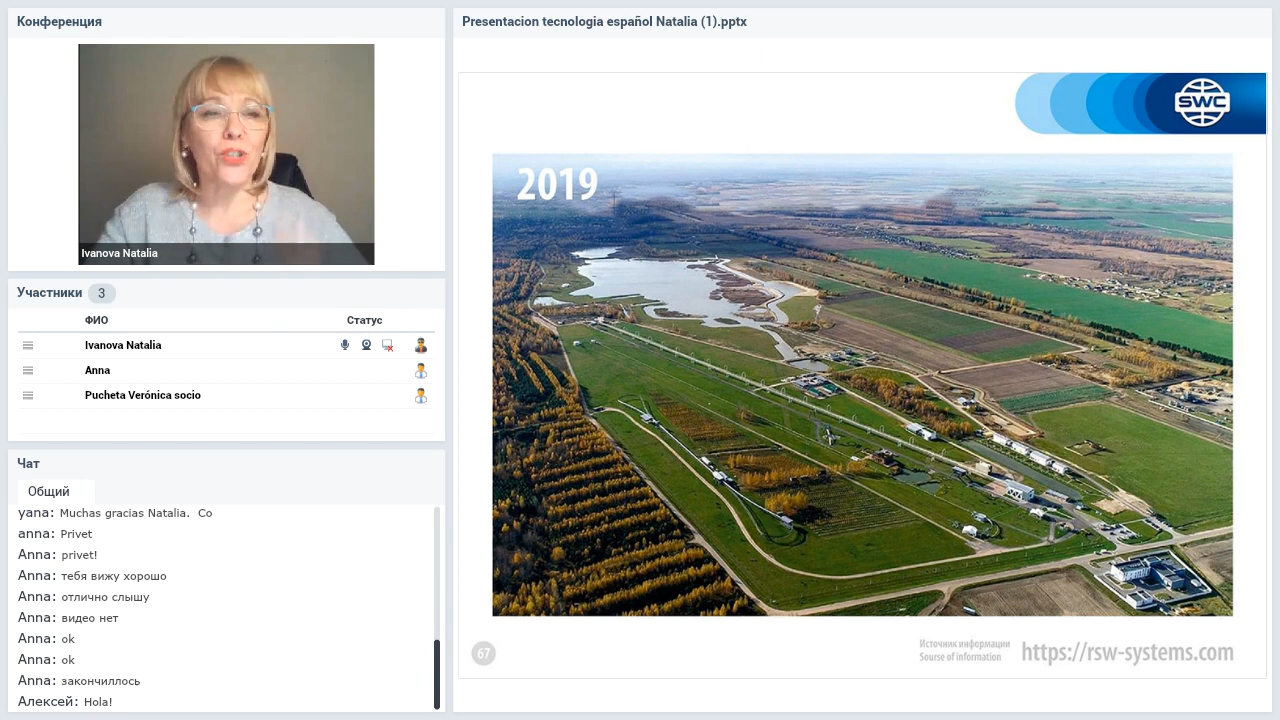 Конференция
Ivanova Natalia
Участники 3
ФИО Статус
Ivanova Natalia
Anna
Pucheta Verónica socio
Чат
Общий
yana: Muchas gracias Natalia. Co
anna: Privet
Anna: privet!
Anna: тебя вижу хорошо
Anna: отлично слышу
Anna: видео нет
Anna: ok
Anna: ok
Anna: закончиллось
Алексей: Hola!
Presentacion tecnologia español Natalia (1).pptx
SWC
2019
67
Источник информации
Sourse of information
https://rsw-systems.com